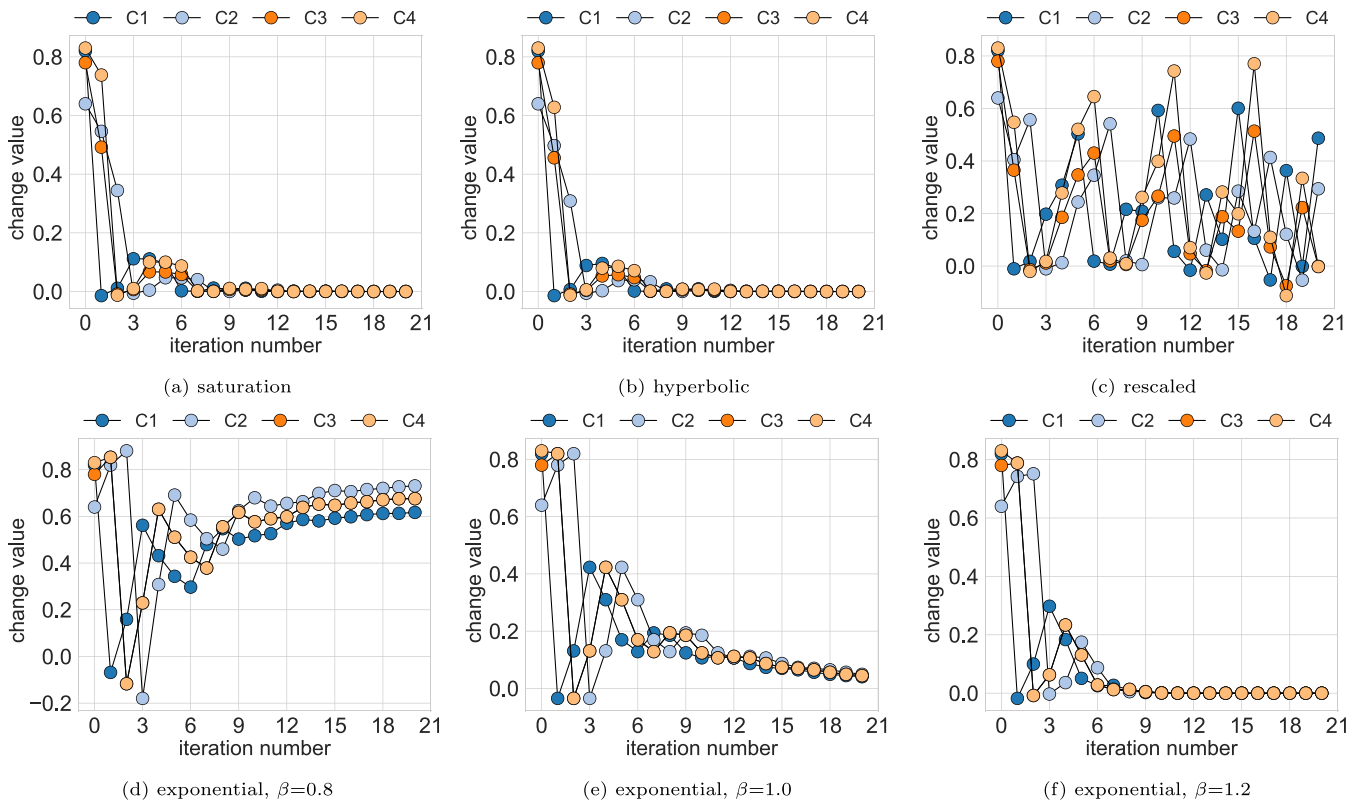 C1 C2 C3 C4
0.8
0.6
0.4
0.2
0.0
change value
0 3 6 9 12 15 18 21
iteration number
(a) saturation
C1 C2 C3 C4
0.8
0.6
0.4
0.2
0.0
change value
0 3 6 9 12 15 18 21
iteration number
(b) hyperbolic
C1 C2 C3 C4
0.8
0.6
0.4
0.2
0.0
change value
0 3 6 9 12 15 18 21
iteration number
(c) rescaled
C1 C2 C3 C4
0.8
0.6
0.4
0.2
0.0
−0.2
change value
0 3 6 9 12 15 18 21
iteration number
(d) exponential, β=0.8
C1 C2 C3 C4
0.8
0.6
0.4
0.2
0.0
change value
0 3 6 9 12 15 18 21
iteration number
(e) exponential, β=1.0
C1 C2 C3 C4
0.8
0.6
0.4
0.2
0.0
change value
0 3 6 9 12 15 18 21
iteration number
(f) exponential, β=1.2